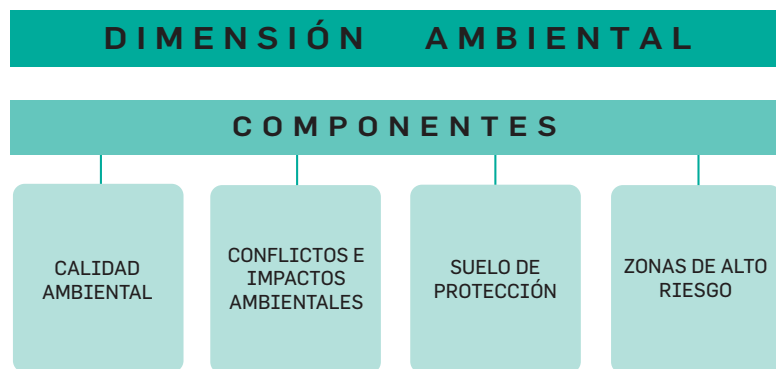 DIMENSIÓN AMBIENTAL
COMPONENTES
CALIDAD
AMBIENTAL
CONFLICTOS E
IMPACTOS
AMBIENTALES
SUELO DE
PROTECCIÓN
ZONAS DE ALTO
RIESGO